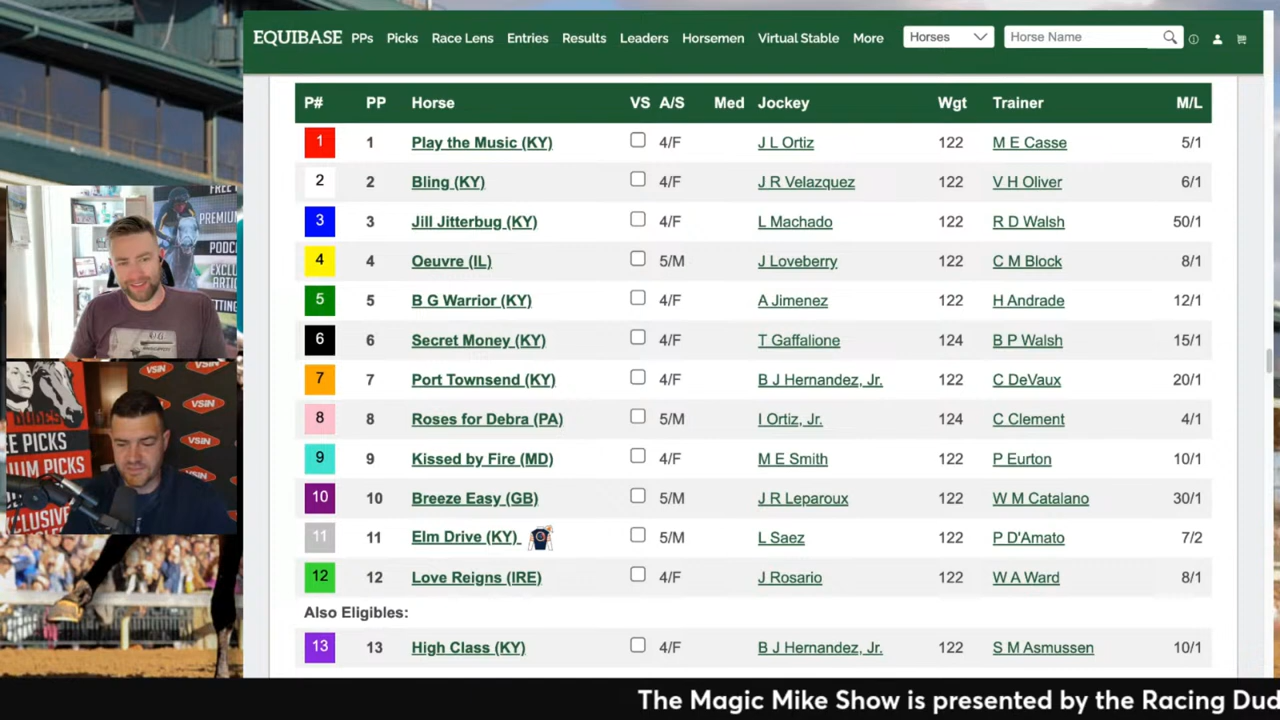 EQUIBASE PPs Picks Race Lens Entries Results Leaders Horsemen Virtual Stable More Horses Horse Name
P# PP Horse VS A/S Med Jockey Wgt Trainer M/L
1 1 Play the Music (KY) 4/F J L Ortiz 122 M E Casse 5/1
2 2 Bling (KY) 4/F J R Velazquez 122 V H Oliver 6/1
3 3 Jill Jitterbug (KY) 4/F L Machado 122 R D Walsh 50/1
4 4 Oeuvre (IL) 5/M J Loveberry 122 C M Block 8/1
5 5 B G Warrior (KY) 4/F A Jimenez 122 H Andrade 12/1
6 6 Secret Money (KY) 4/F T Gaffalione 124 B P Walsh 15/1
7 7 Port Townsend (KY) 4/F B J Hernandez, Jr. 122 C DeVaux 20/1
8 8 Roses for Debra (PA) 5/M I Ortiz, Jr. 124 C Clement 4/1
9 9 Kissed by Fire (MD) 4/F M E Smith 122 P Eurton 10/1
10 10 Breeze Easy (GB) 5/M J R Leparoux 122 W M Catalano 30/1
11 11 Elm Drive (KY) 5/M L Saez 122 P D'Amato 7/2
12 12 Love Reigns (IRE) 4/F J Rosario 122 W A Ward 8/1
Also Eligibles:
13 13 High Class (KY) 4/F B J Hernandez, Jr. 122 S M Asmussen 10/1
PREMIUM
PODC
EXCLU
ARTIC
ETTING
VSiN
VSiN
VSiN
VSiN
DUDES
E PICKS
IUM PICKS
The Magic Mike Show is presented by the Racing Dud